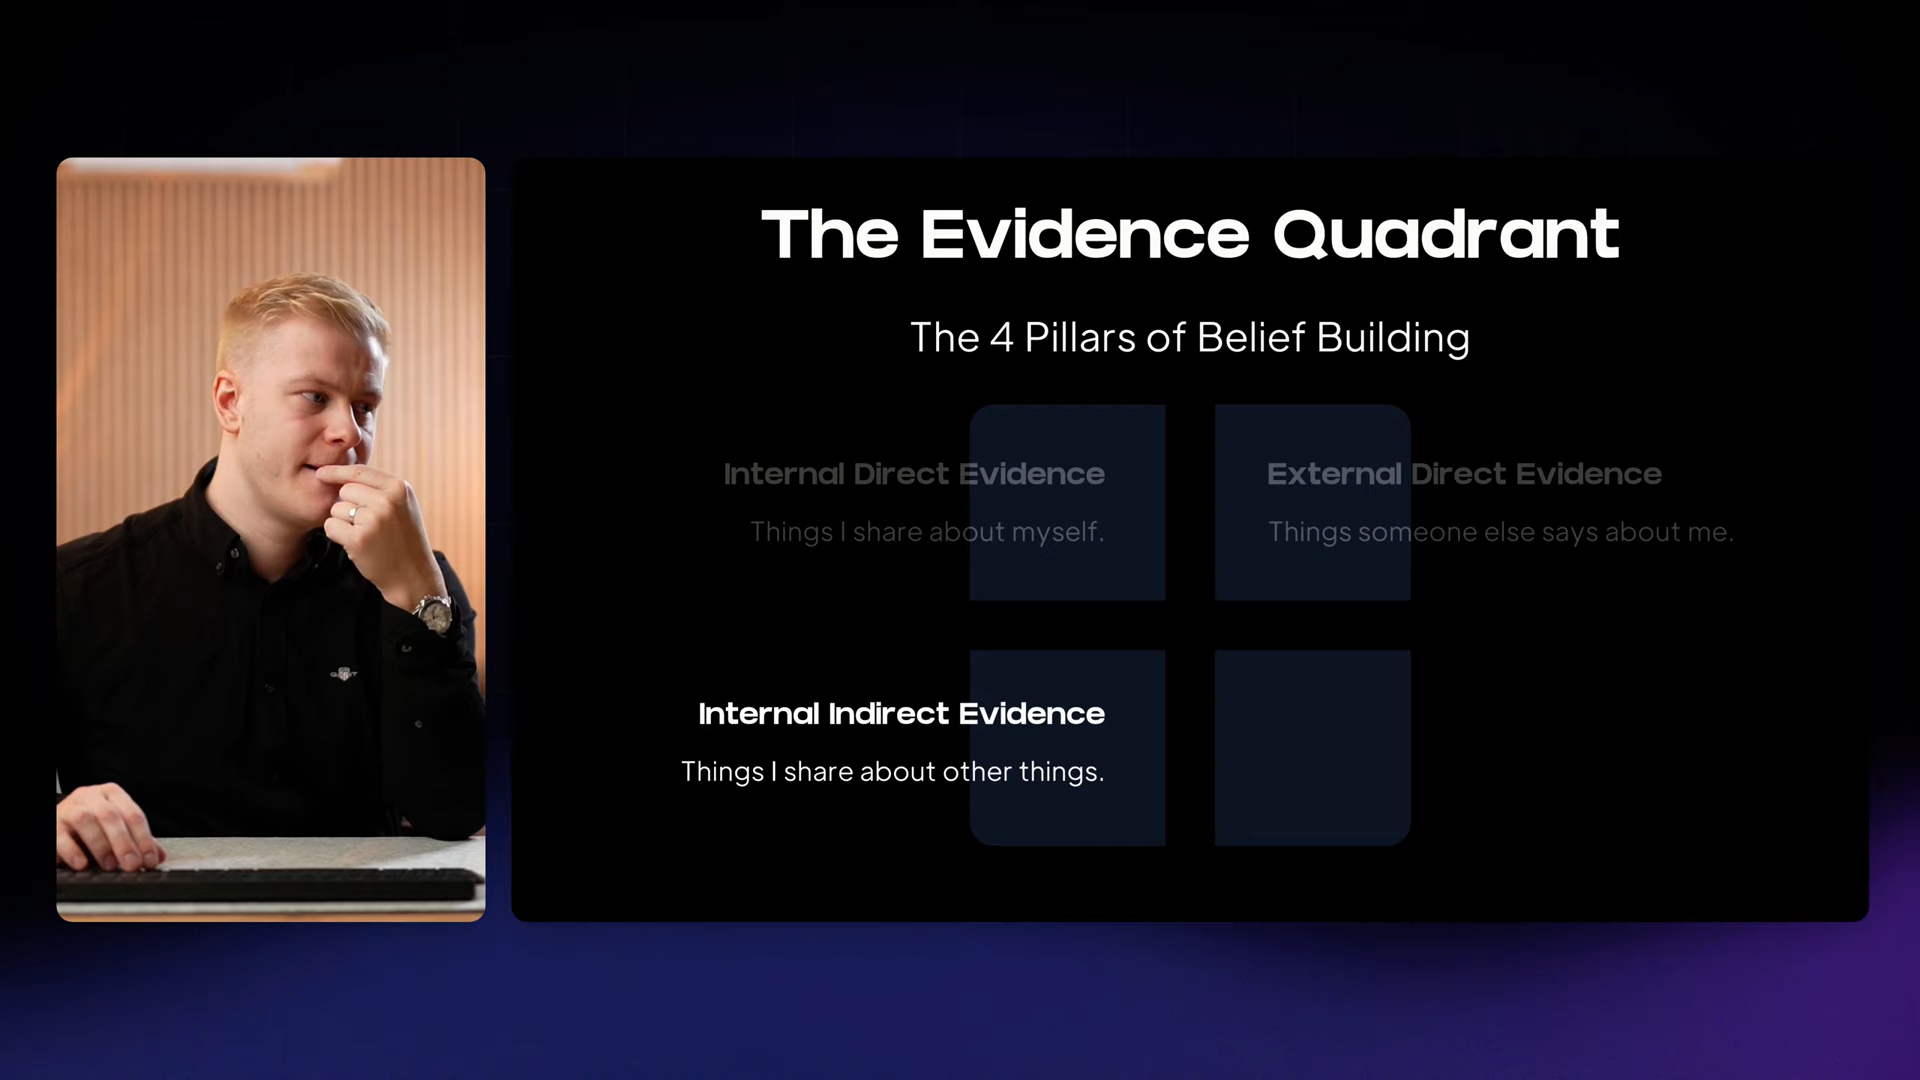 The Evidence Quadrant
The 4 Pillars of Belief Building
Internal Direct Evidence
Things I share about myself.
External Direct Evidence
Things someone else says about me.
Internal Indirect Evidence
Things I share about other things.